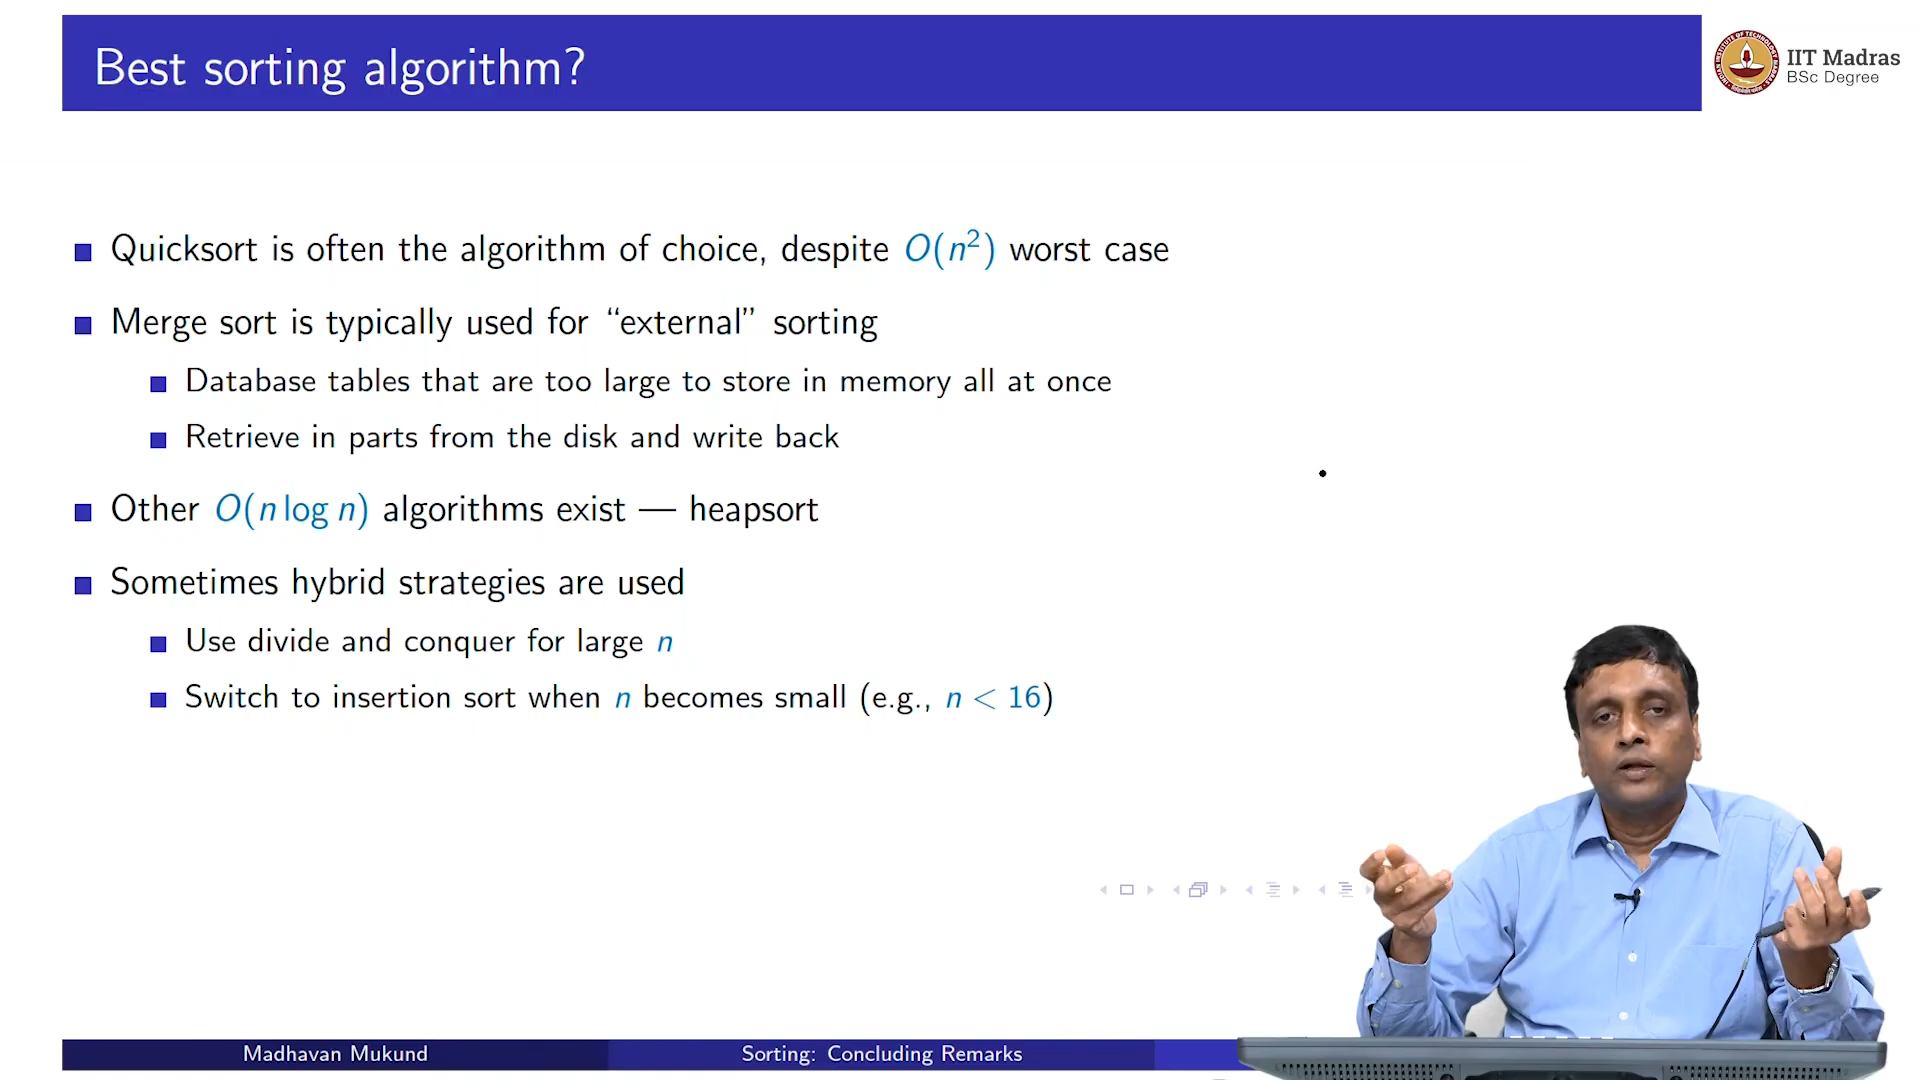 Best sorting algorithm?
IIT Madras
BSc Degree
■ Quicksort is often the algorithm of choice, despite O(n²) worst case
■ Merge sort is typically used for “external” sorting
■ Database tables that are too large to store in memory all at once
■ Retrieve in parts from the disk and write back
■ Other O(n log n) algorithms exist — heapsort
■ Sometimes hybrid strategies are used
■ Use divide and conquer for large n
■ Switch to insertion sort when n becomes small (e.g., n < 16)
Madhavan Mukund
Sorting: Concluding Remarks